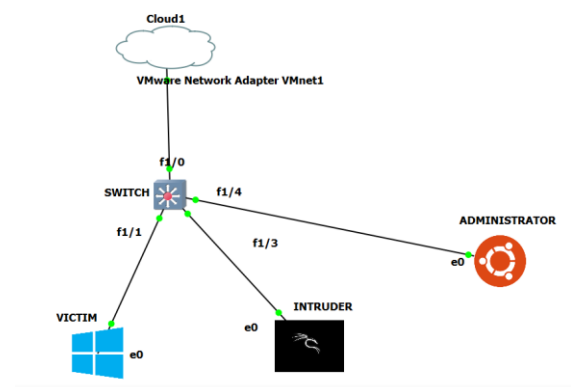 Cloud1
VMware Network Adapter VMnet1
f1/0
SWITCH
f1/4
f1/1
f1/3
ADMINISTRATOR
e0
VICTIM
e0
INTRUDER
e0